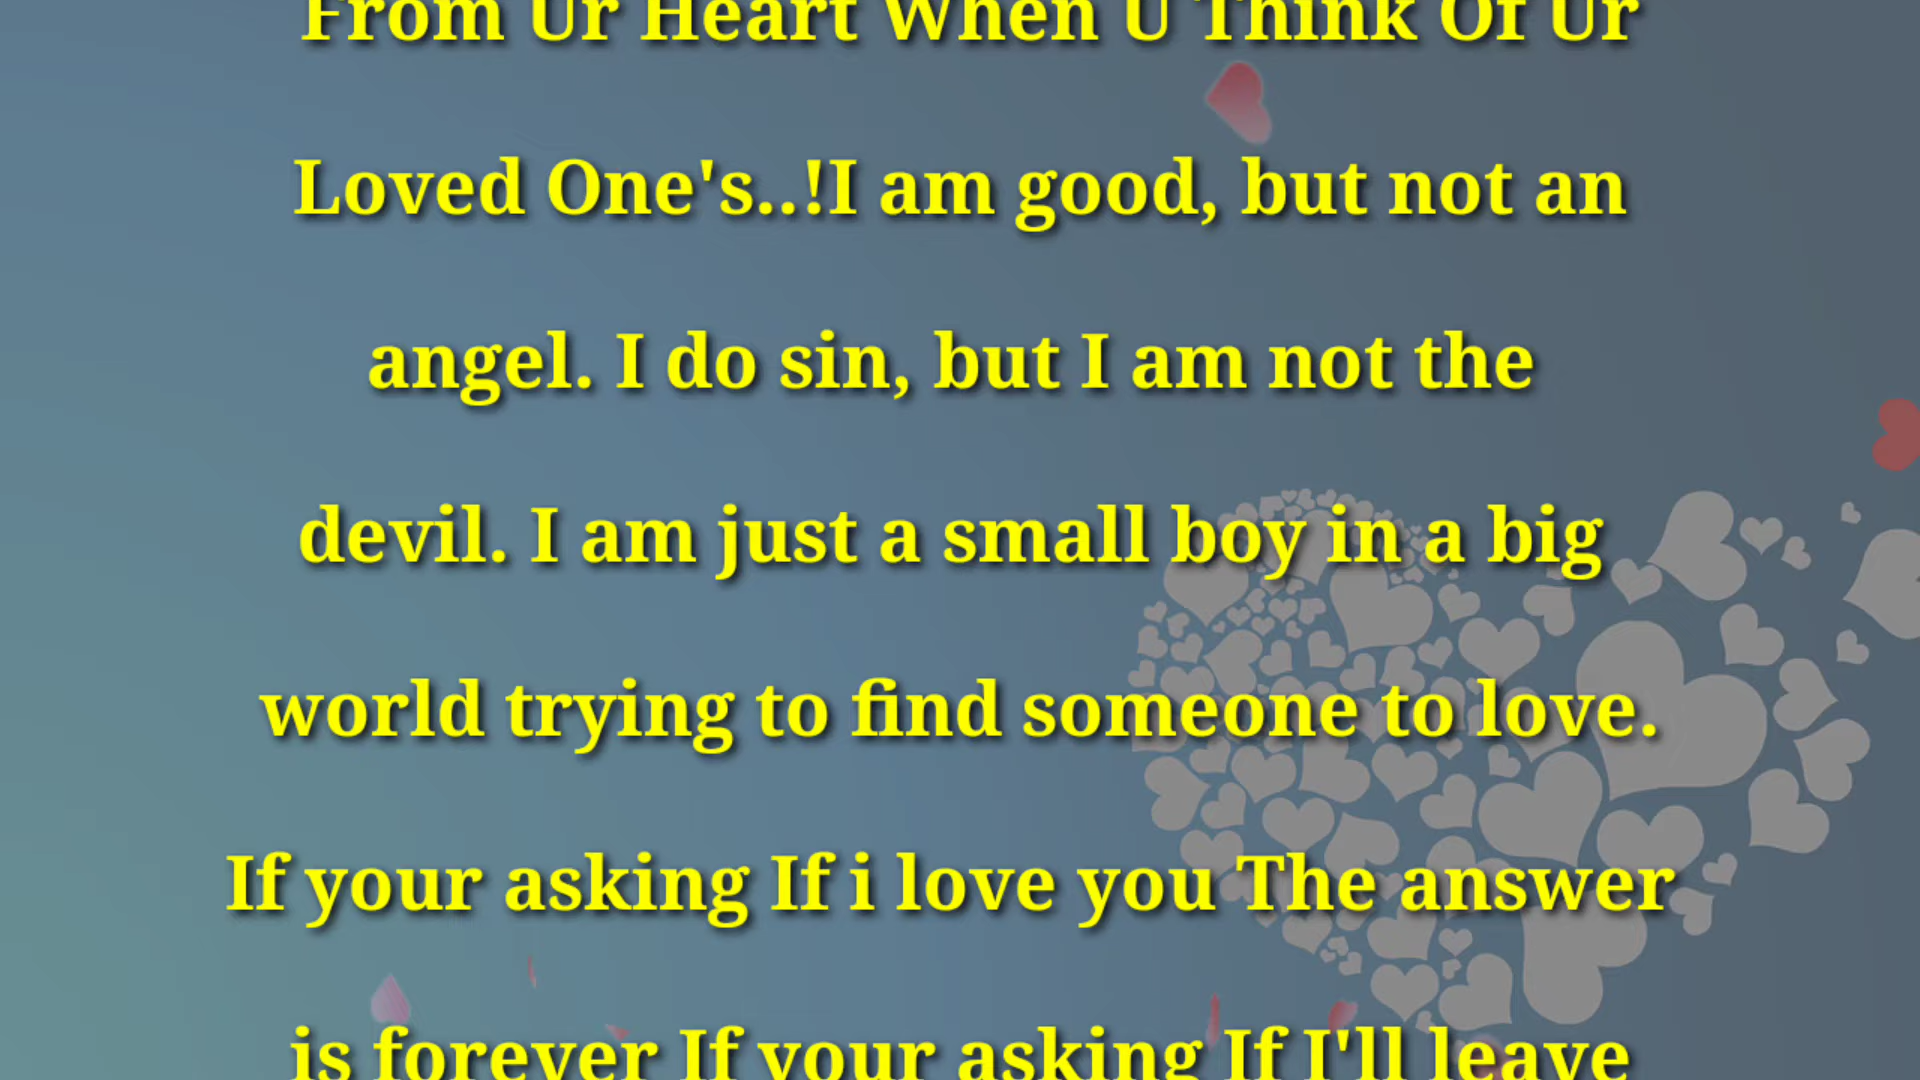 From Ur Heart When U Think Of Ur
Loved One's..!I am good, but not an
angel. I do sin, but I am not the
devil. I am just a small boy in a big
world trying to find someone to love.
If your asking If i love you The answer
is forever If your asking If I'll leave